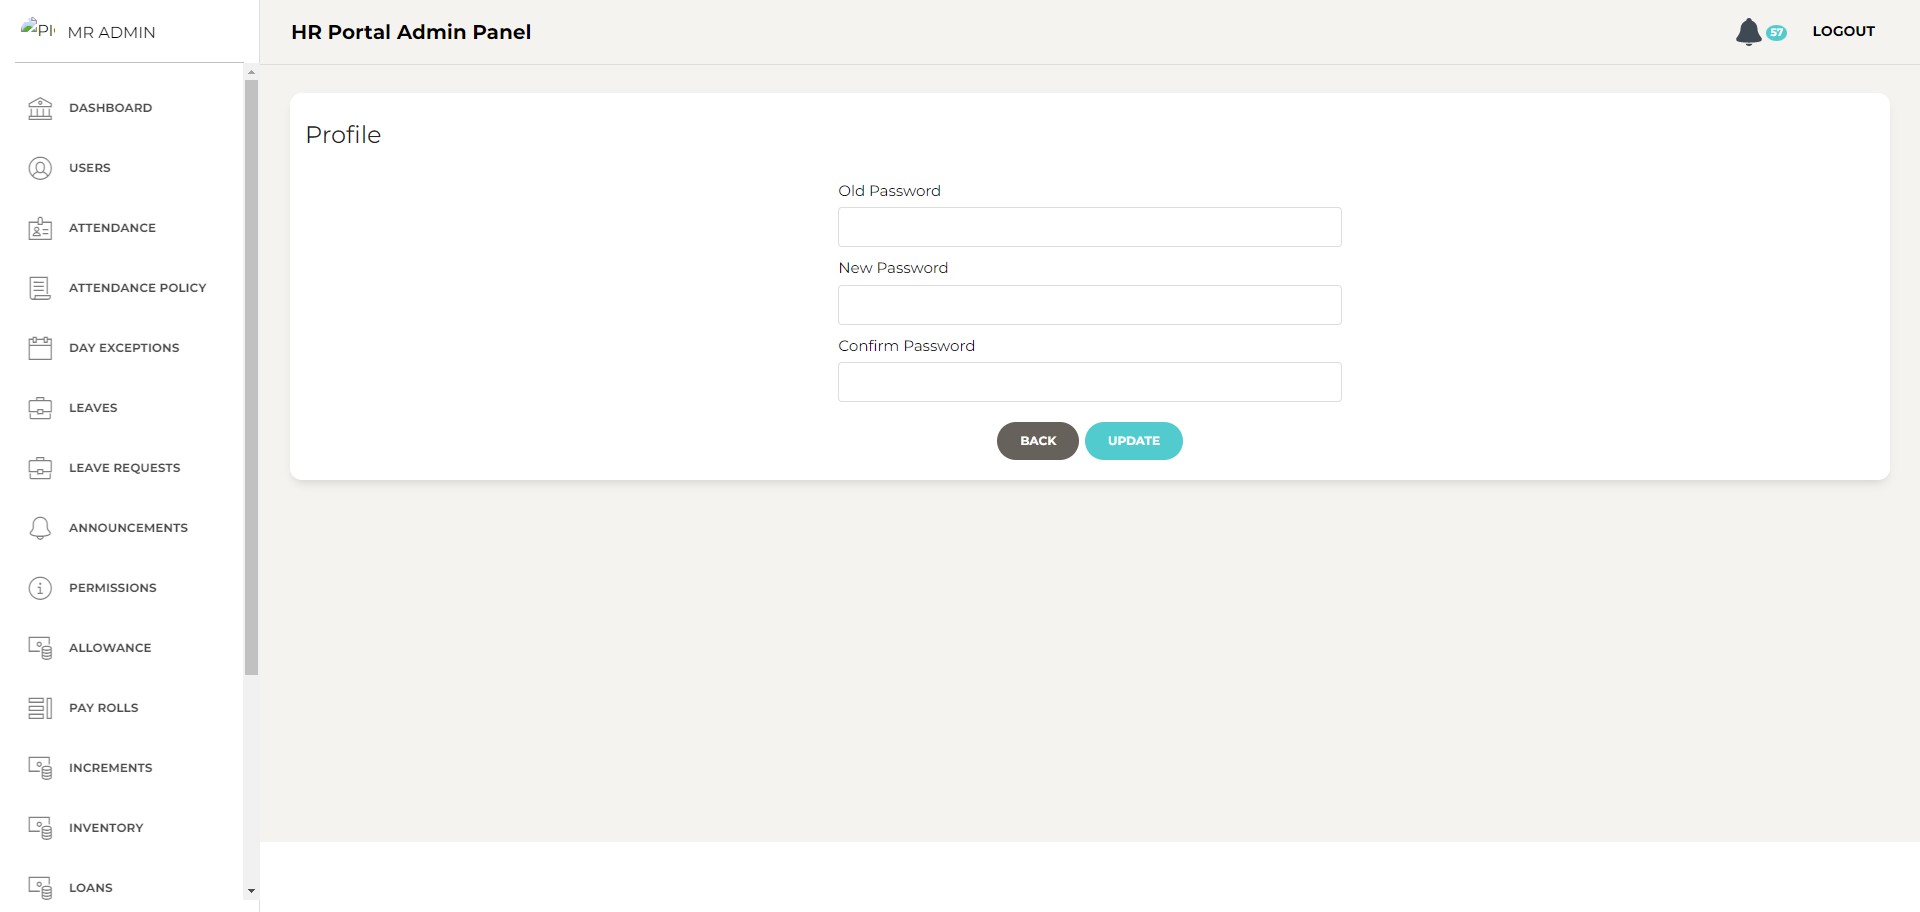 MR ADMIN
HR Portal Admin Panel
57
LOGOUT
DASHBOARD
USERS
ATTENDANCE
ATTENDANCE POLICY
DAY EXCEPTIONS
LEAVES
LEAVE REQUESTS
ANNOUNCEMENTS
PERMISSIONS
ALLOWANCE
PAY ROLLS
INCREMENTS
INVENTORY
LOANS
Profile
Old Password
New Password
Confirm Password
BACK
UPDATE